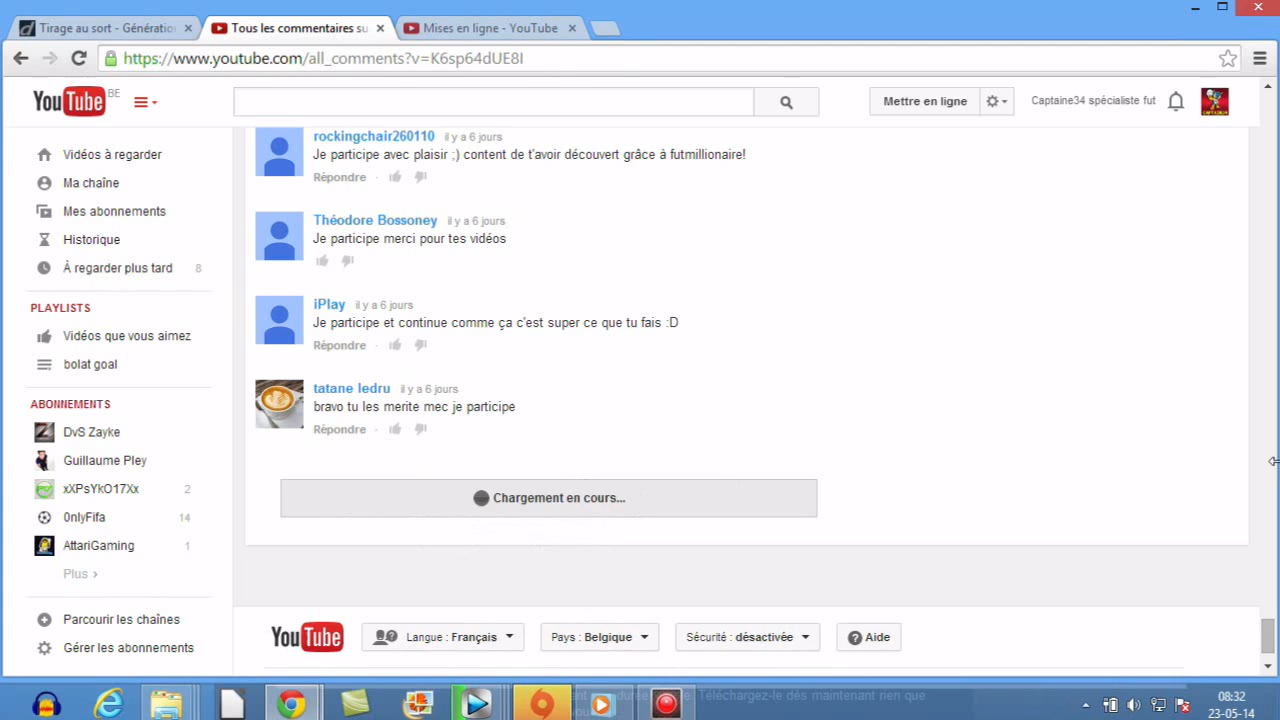 Tirage au sort - Génération
Tous les commentaires su
Mises en ligne - YouTube
https://www.youtube.com/all_comments?v=K6sp64dUE8I
YouTube BE
Mettre en ligne
Captaine34 spécialiste fut
Vidéos à regarder
Ma chaîne
Mes abonnements
Historique
À regarder plus tard 8
PLAYLISTS
Vidéos que vous aimez
bolat goal
ABONNEMENTS
DvS Zayke
Guillaume Pley
xXPsYkO17Xx 2
0nlyFifa 14
AttariGaming 1
Plus ›
Parcourir les chaînes
Gérer les abonnements
rockingchair260110 il y a 6 jours
Je participe avec plaisir ;) content de t'avoir découvert grâce à futmillionaire!
Répondre ·
Théodore Bossoney il y a 6 jours
Je participe merci pour tes vidéos
iPlay il y a 6 jours
Je participe et continue comme ça c'est super ce que tu fais :D
Répondre ·
tatane ledru il y a 6 jours
bravo tu les merite mec je participe
Répondre ·
Chargement en cours...
YouTube
Langue : Français
Pays : Belgique
Sécurité : désactivée
Aide
Téléchargez-le dès maintenant rien que
08:32
23-05-14